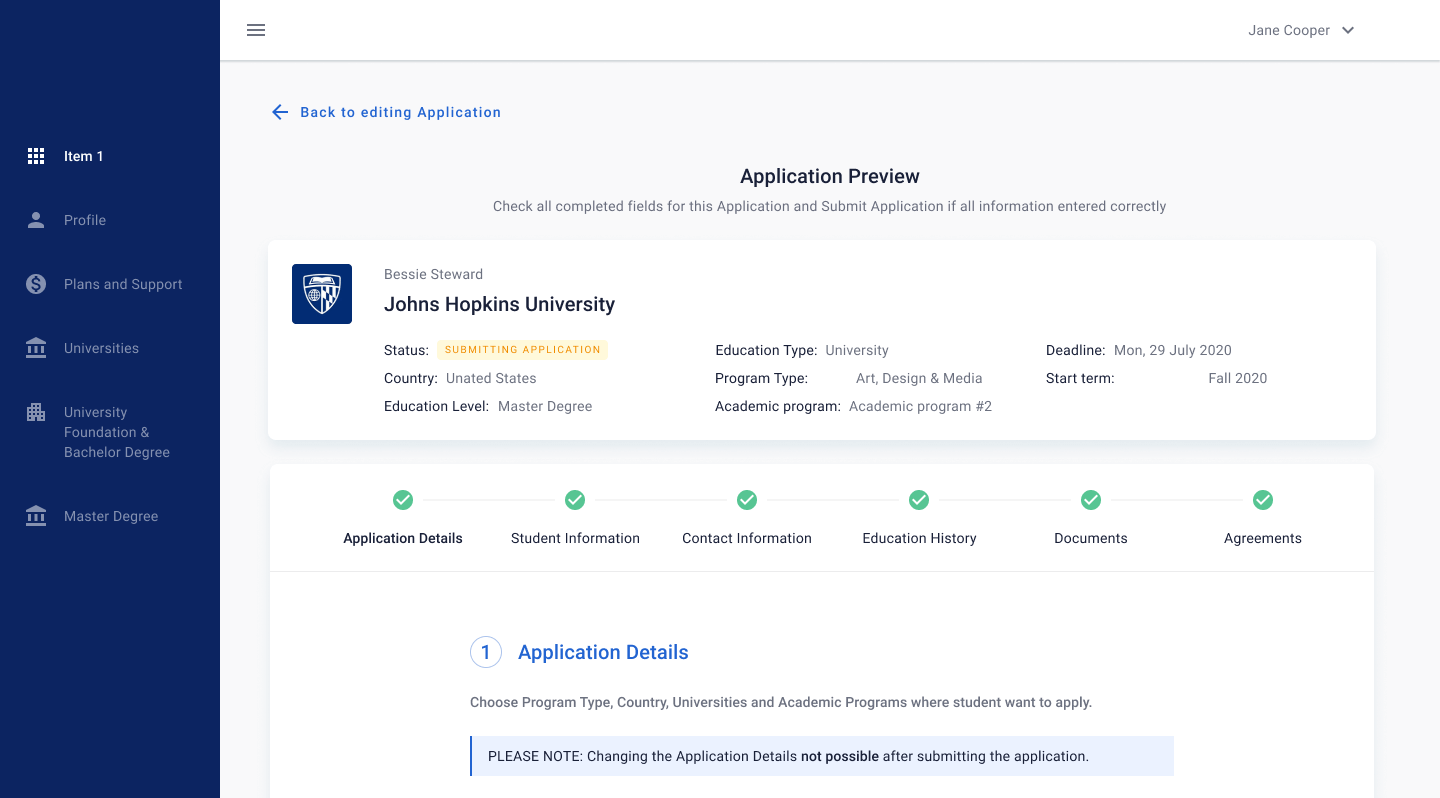 Jane Cooper
Item 1
Profile
Plans and Support
Universities
University
Foundation &
Bachelor Degree
Master Degree
Back to editing Application
Application Preview
Check all completed fields for this Application and Submit Application if all information entered correctly
Bessie Steward
Johns Hopkins University
Status: SUBMITTING APPLICATION
Education Type: University
Deadline: Mon, 29 July 2020
Country: Unated States
Program Type: Art, Design & Media
Start term: Fall 2020
Education Level: Master Degree
Academic program: Academic program #2
Application Details
Student Information
Contact Information
Education History
Documents
Agreements
1 Application Details
Choose Program Type, Country, Universities and Academic Programs where student want to apply.
PLEASE NOTE: Changing the Application Details not possible after submitting the application.